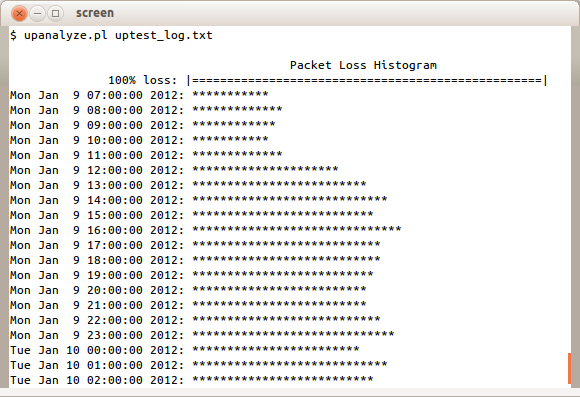 screen
$ upanalyze.pl uptest_log.txt
                                        Packet Loss Histogram
              100% loss: |==================================================|
Mon Jan  9 07:00:00 2012: ***********
Mon Jan  9 08:00:00 2012: *************
Mon Jan  9 09:00:00 2012: ************
Mon Jan  9 10:00:00 2012: ***********
Mon Jan  9 11:00:00 2012: *************
Mon Jan  9 12:00:00 2012: *********************
Mon Jan  9 13:00:00 2012: *************************
Mon Jan  9 14:00:00 2012: ****************************
Mon Jan  9 15:00:00 2012: **************************
Mon Jan  9 16:00:00 2012: ******************************
Mon Jan  9 17:00:00 2012: ***************************
Mon Jan  9 18:00:00 2012: ***************************
Mon Jan  9 19:00:00 2012: **************************
Mon Jan  9 20:00:00 2012: *************************
Mon Jan  9 21:00:00 2012: *************************
Mon Jan  9 22:00:00 2012: ***************************
Mon Jan  9 23:00:00 2012: *****************************
Tue Jan 10 00:00:00 2012: ************************
Tue Jan 10 01:00:00 2012: ****************************
Tue Jan 10 02:00:00 2012: **************************